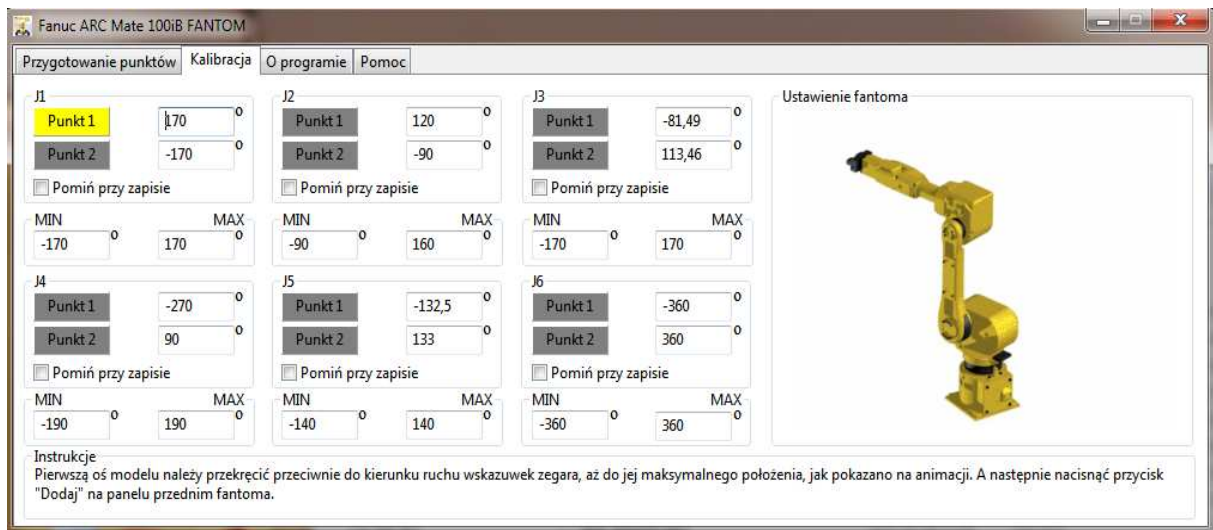 Fanuc ARC Mate 100iB FANTOM
Przygotowanie punktów Kalibracja O programie Pomoc
J1 J2 J3 Ustawienie fantoma
Punkt 1 170 o Punkt 1 120 o Punkt 1 -81,49 o
Punkt 2 -170 o Punkt 2 -90 o Punkt 2 113,46 o
Pomiń przy zapisie Pomiń przy zapisie Pomiń przy zapisie
MIN MAX MIN MAX MIN MAX
-170 o 170 o -90 o 160 o -170 o 170 o
J4 J5 J6
Punkt 1 -270 o Punkt 1 -132,5 o Punkt 1 -360 o
Punkt 2 90 o Punkt 2 133 o Punkt 2 360 o
Pomiń przy zapisie Pomiń przy zapisie Pomiń przy zapisie
MIN MAX MIN MAX MIN MAX
-190 o 190 o -140 o 140 o -360 o 360 o
Instrukcje
Pierwszą oś modelu należy przekręcić przeciwnie do kierunku ruchu wskazuwek zegara, aż do jej maksymalnego położenia, jak pokazano na animacji. A następnie nacisnąć przycisk
"Dodaj" na panelu przednim fantoma.